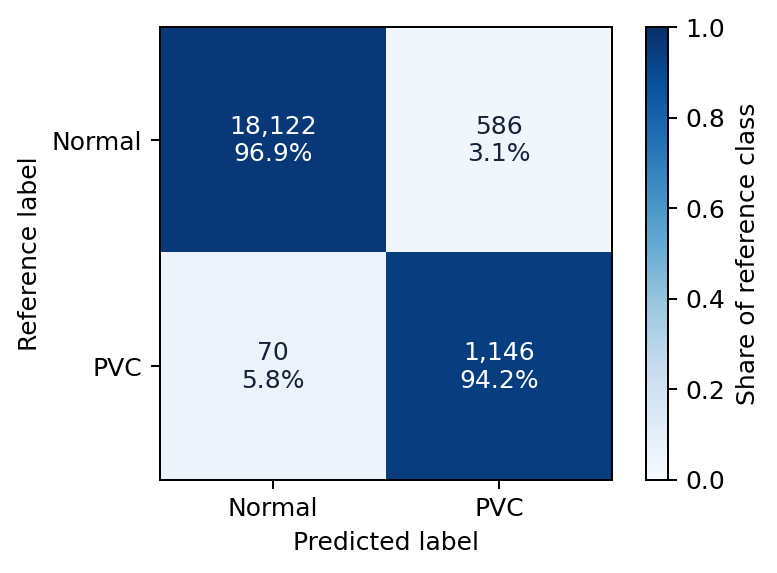 Reference label
Normal
PVC
18,122
96.9%
586
3.1%
70
5.8%
1,146
94.2%
Normal
PVC
Predicted label
1.0
0.8
0.6
0.4
0.2
0.0
Share of reference class